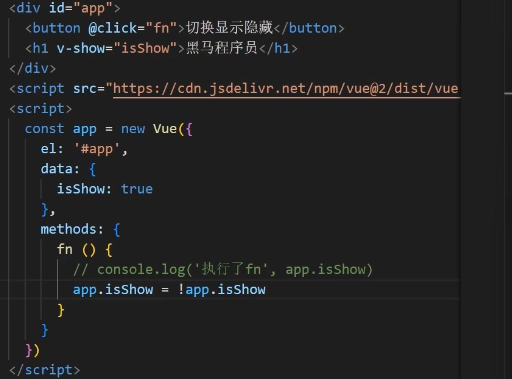 <div id="app">
<button @click="fn">切换显示隐藏</button>
<h1 v-show="isShow">黑马程序员</h1>
</div>
<script src="https://cdn.jsdelivr.net/npm/vue@2/dist/vue
<script>
const app = new Vue({
el: '#app',
data: {
isShow: true
},
methods: {
fn () {
// console.log('执行了fn', app.isShow)
app.isShow = !app.isShow
}
}
})
</script>